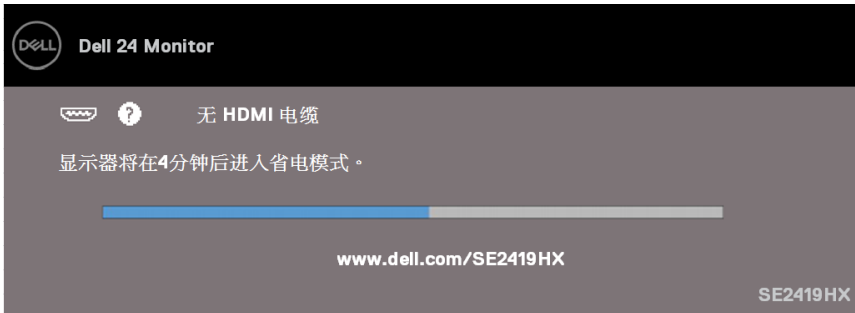 DELL
Dell 24 Monitor
? 无 HDMI 电缆
显示器将在4分钟后进入省电模式。
www.dell.com/SE2419HX
SE2419HX